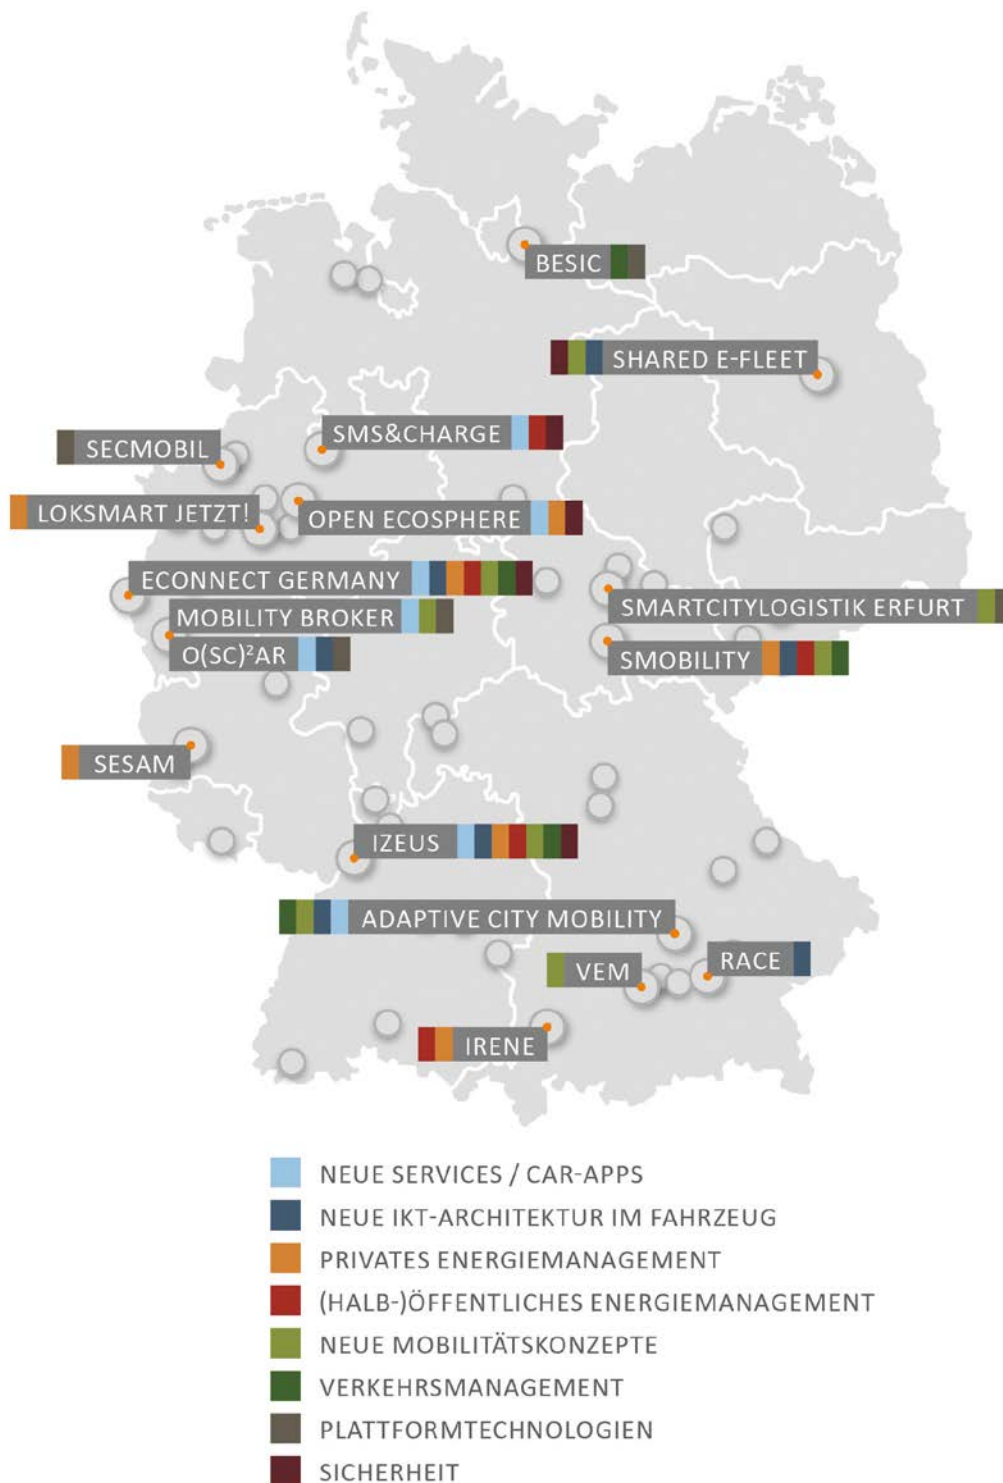 BESIC
SHARED E-FLEET
SMS&CHARGE
SECMOBIL
LOKSMART JETZT!
OPEN ECOSPHERE
ECONNECT GERMANY
MOBILITY BROKER
SMARTCITYLOGISTIK ERFURT
O(SC)²AR
SMOBILITY
SESAM
IZEUS
ADAPTIVE CITY MOBILITY
RACE
VEM
IRENE
NEUE SERVICES / CAR-APPS
NEUE IKT-ARCHITEKTUR IM FAHRZEUG
PRIVATES ENERGIEMANAGEMENT
(HALB-)ÖFFENTLICHES ENERGIEMANAGEMENT
NEUE MOBILITÄTSKONZEPTE
VERKEHRSMANAGEMENT
PLATTFORMTECHNOLOGIEN
SICHERHEIT